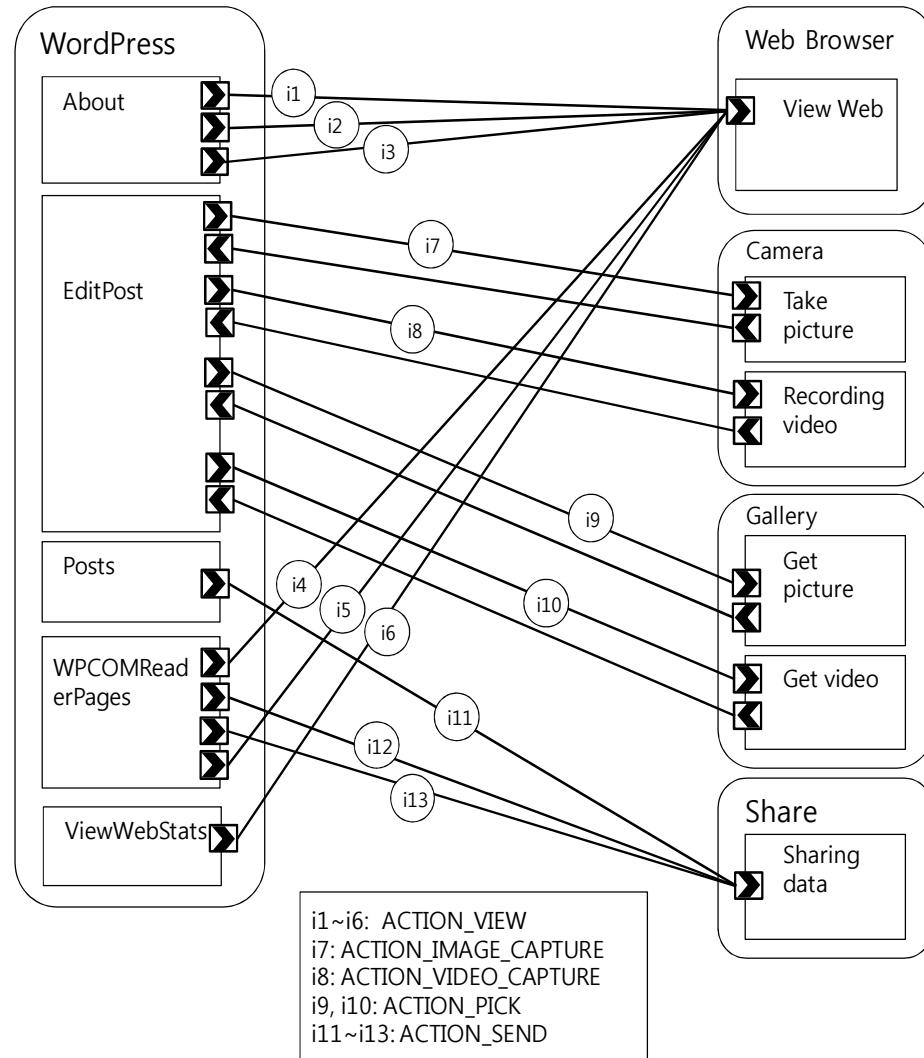 WordPress
About
EditPost
Posts
WPCOMRead
erPages
ViewWebStats
i1
i2
i3
i7
i8
i9
i4
i10
i5
i6
i11
i12
i13
Web Browser
View Web
Camera
Take
picture
Recording
video
Gallery
Get
picture
Get video
Share
Sharing
data
i1~i6: ACTION_VIEW
i7: ACTION_IMAGE_CAPTURE
i8: ACTION_VIDEO_CAPTURE
i9, i10: ACTION_PICK
i11~i13: ACTION_SEND